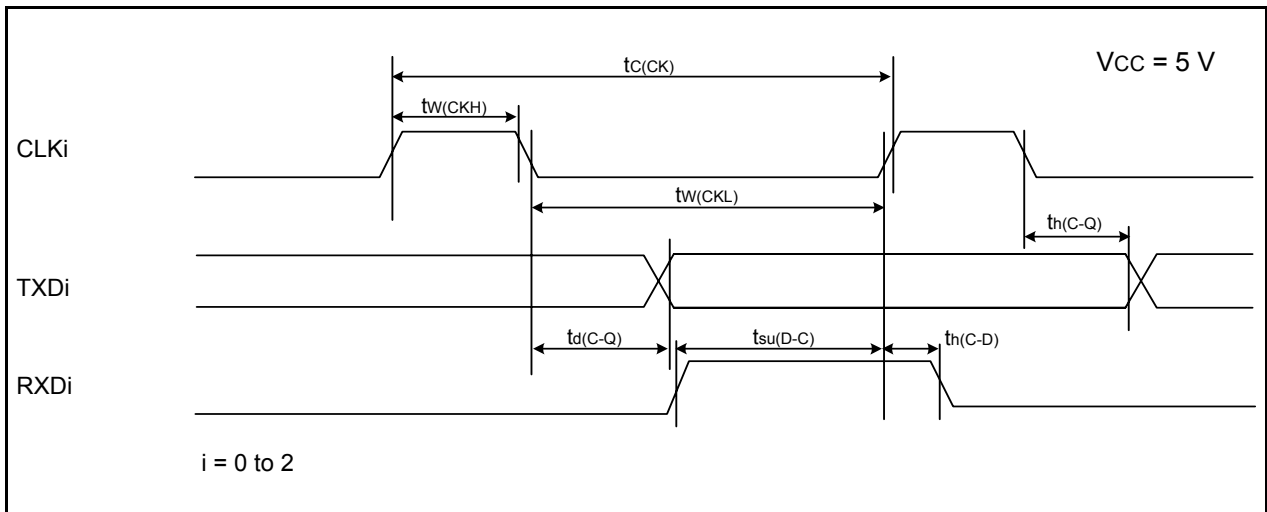 VCC = 5 V
tC(CK)
tW(CKH)
CLKi
tW(CKL)
th(C-Q)
TXDi
td(C-Q)
tsu(D-C)
th(C-D)
RXDi
i = 0 to 2